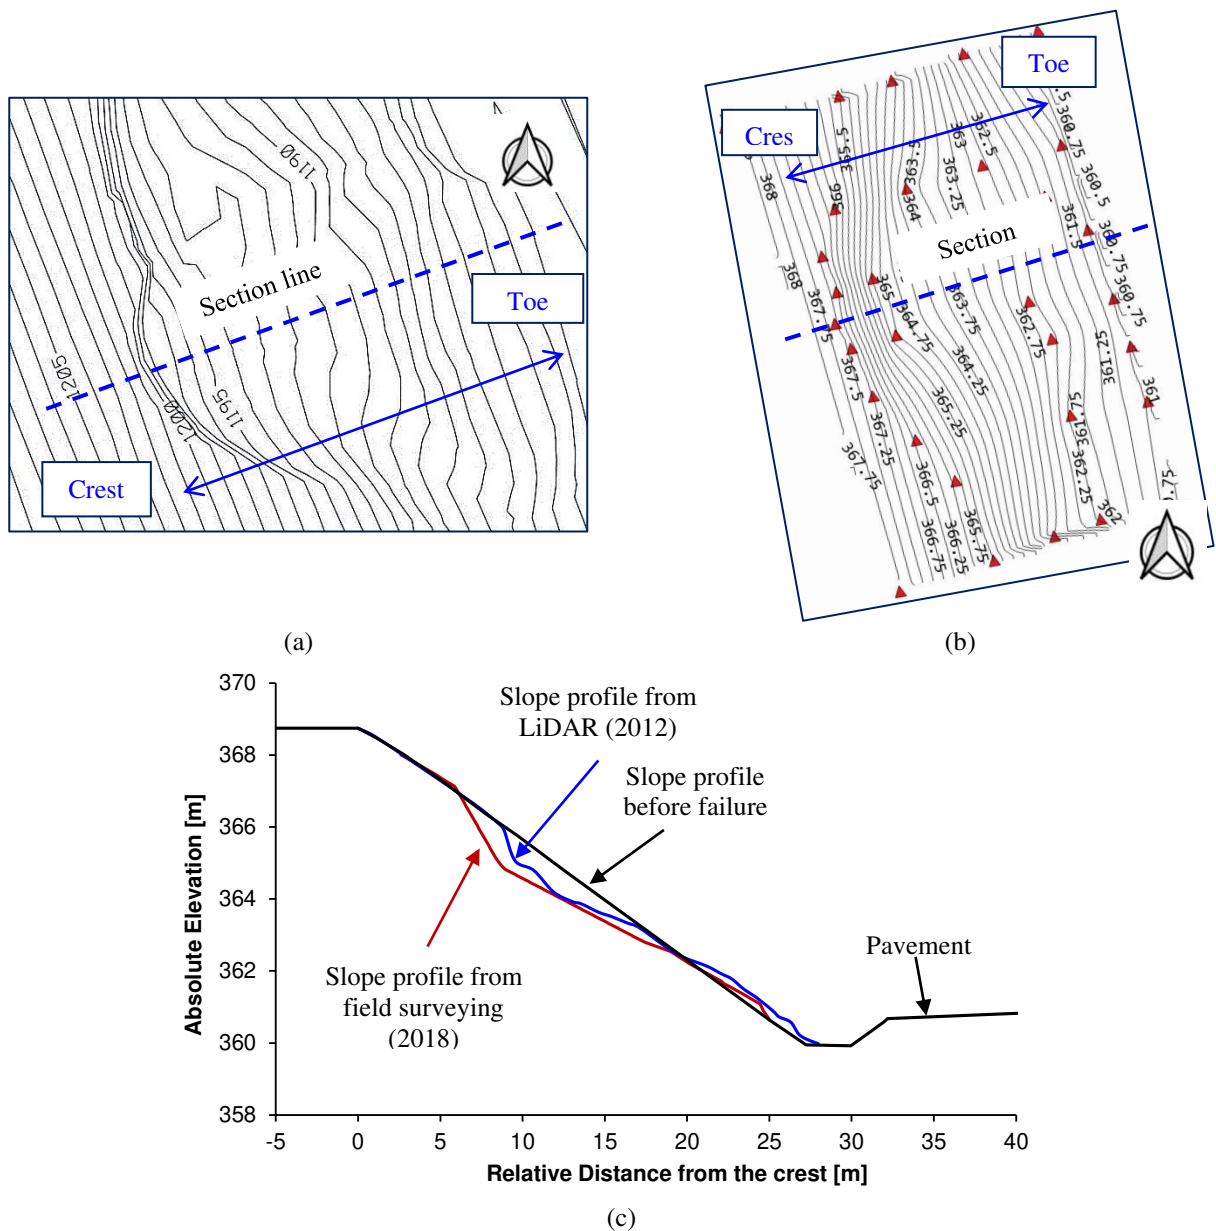 1190
Section line
Toe
1205
1200
1195
Crest
(a)
Toe
Cres
360.75
362.5
363
363.5
365.5
366
368
363.25
364
360.5
361.5
Section
360.75
368
367.75
365
364.75
363.75
362.75
360.75
361.25
361
367.5
364.25
365.25
367.25
367.75
361.75
362.25
366.5
365.75
362
366.75
366.25
(b)
370
368
366
364
362
360
358
Absolute Elevation [m]
Slope profile from
LiDAR (2012)
Slope profile
before failure
Slope profile from
field surveying
(2018)
Pavement
-5 0 5 10 15 20 25 30 35 40
Relative Distance from the crest [m]
(c)